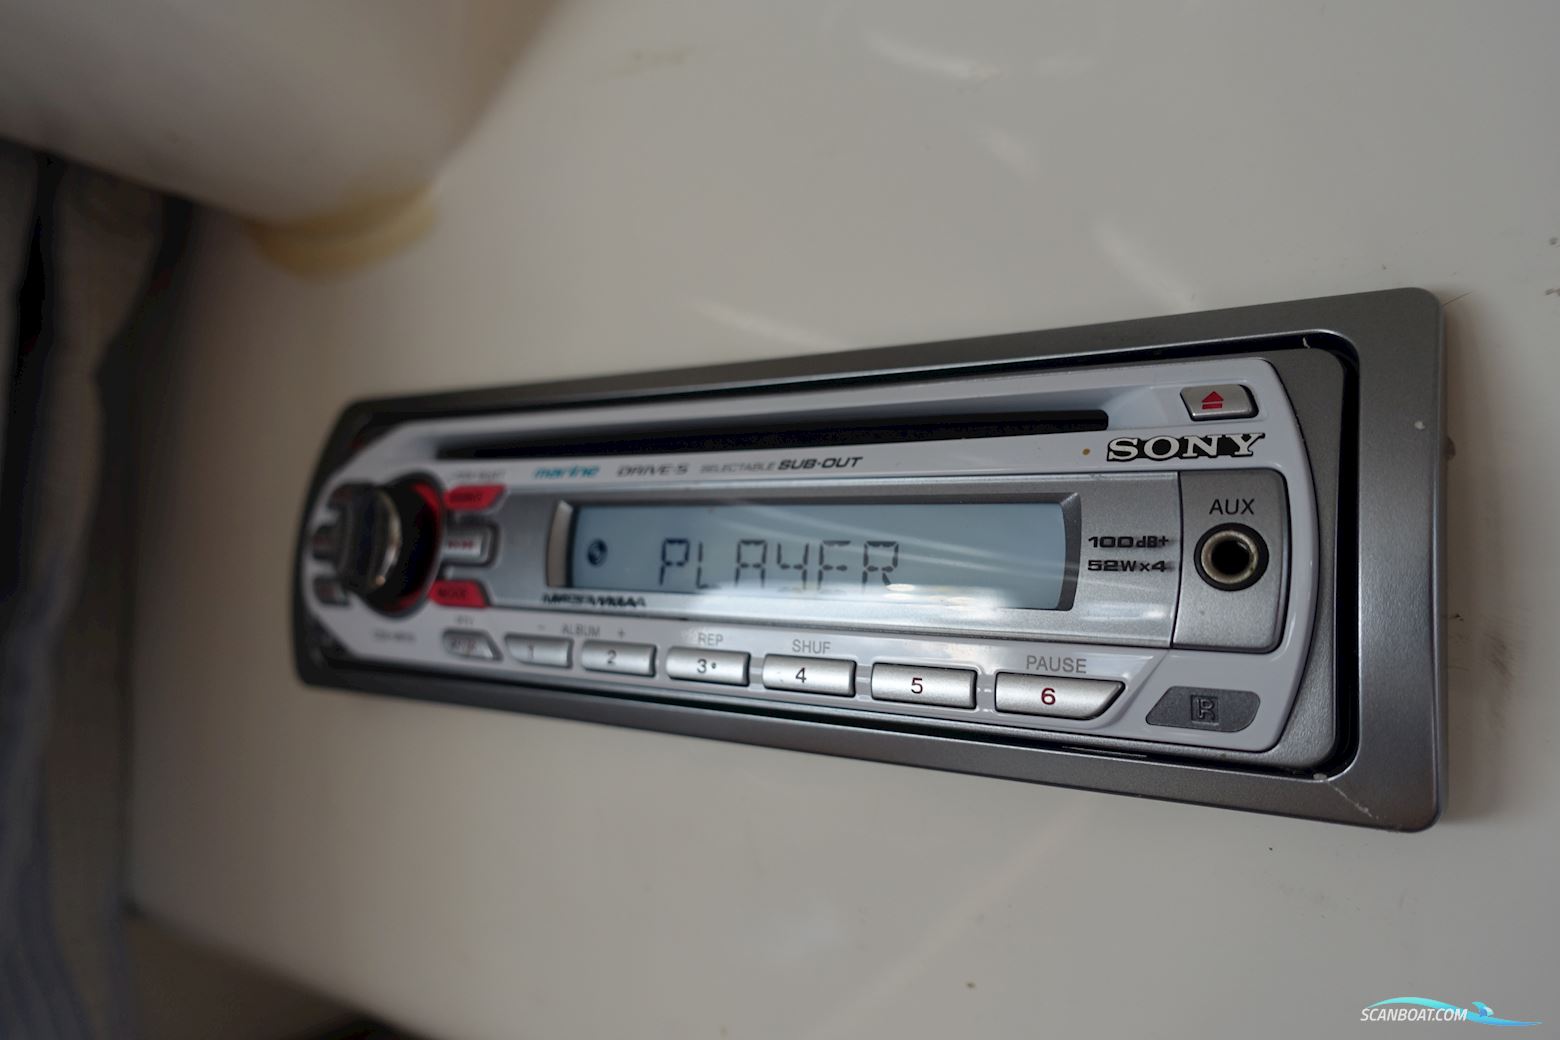 SONY
marine DRIVE-S SELECTABLE SUB-OUT
AUX
100dB+
52W×4
PLAYER
MODE
- ALBUM +
REP
SHUF
PAUSE
1
2
3
4
5
6
R
SCANBOAT.COM